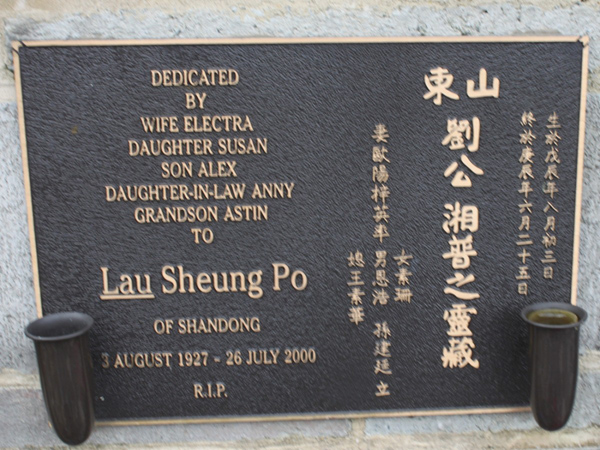 DEDICATED
BY
WIFE ELECTRA
DAUGHTER SUSAN
SON ALEX
DAUGHTER-IN-LAW ANNY
GRANDSON ASTIN
TO
Lau Sheung Po
OF SHANDONG
3 AUGUST 1927 - 26 JULY 2000
R.I.P.
生於戊辰年八月初三日
終於庚辰年六月二十五日
東山
劉公湘普之靈藏
女素珊
妻歐陽梓英率男恩浩 孫建廷 立
媳王素華